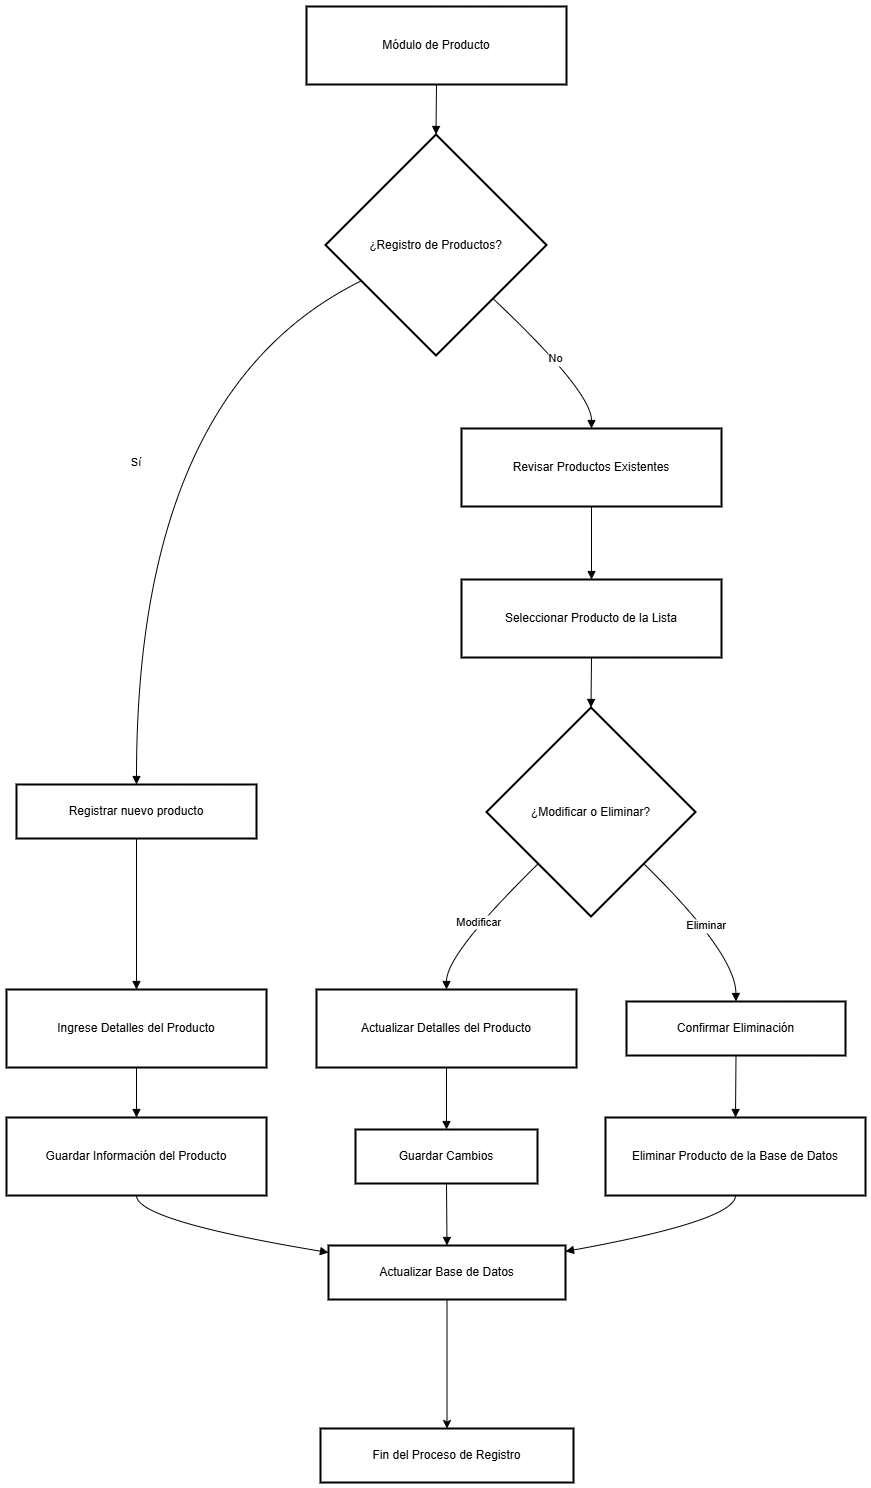 Módulo de Producto
¿Registro de Productos?
No
Sí
Revisar Productos Existentes
Seleccionar Producto de la Lista
Registrar nuevo producto
¿Modificar o Eliminar?
Modificar
Eliminar
Ingrese Detalles del Producto
Actualizar Detalles del Producto
Confirmar Eliminación
Guardar Información del Producto
Guardar Cambios
Eliminar Producto de la Base de Datos
Actualizar Base de Datos
Fin del Proceso de Registro